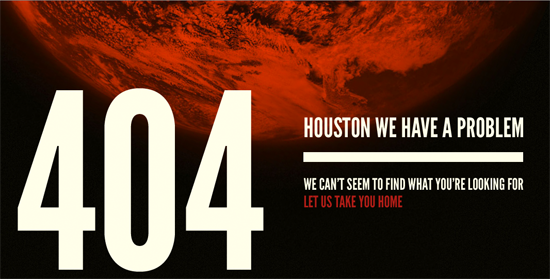 404
HOUSTON WE HAVE A PROBLEM
WE CAN'T SEEM TO FIND WHAT YOU'RE LOOKING FOR
LET US TAKE YOU HOME